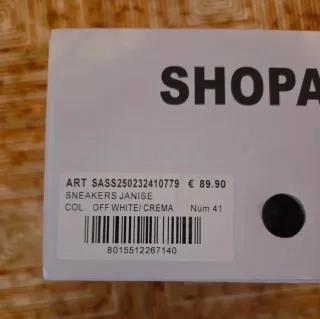 SHOPA
ART SASS250232410779 € 89.90
SNEAKERS JANISE
COL. OFF WHITE/ CREMA Num 41
8015512267140